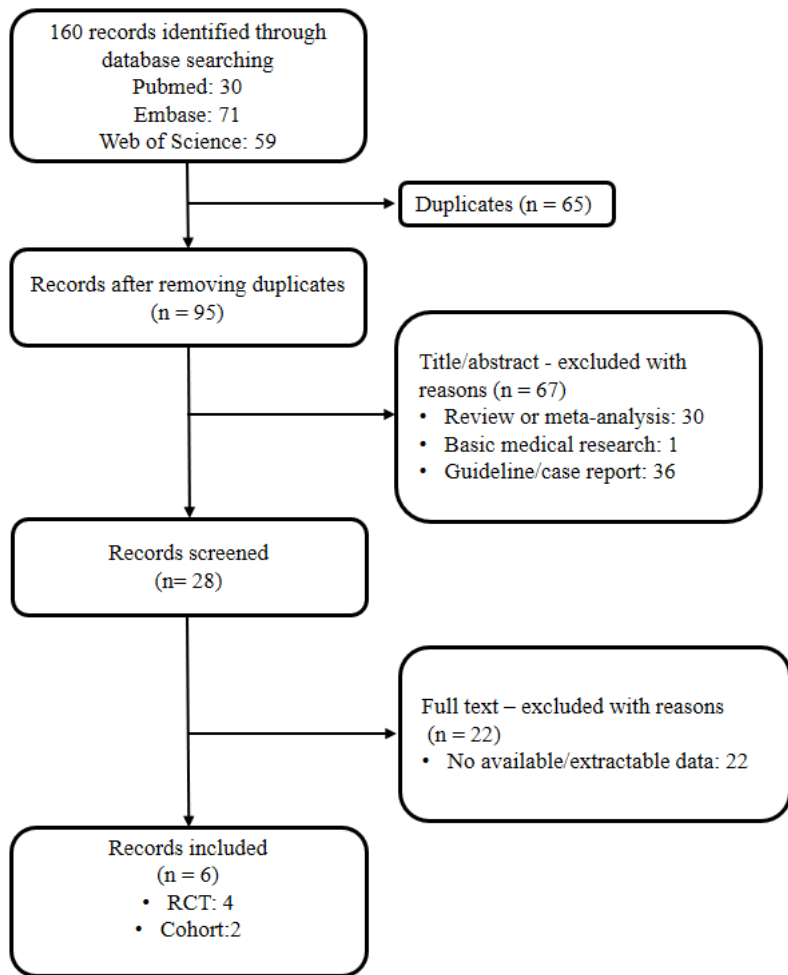 160 records identified through
database searching
Pubmed: 30
Embase: 71
Web of Science: 59
Duplicates (n = 65)
Records after removing duplicates
(n = 95)
Title/abstract - excluded with
reasons (n = 67)
• Review or meta-analysis: 30
• Basic medical research: 1
• Guideline/case report: 36
Records screened
(n= 28)
Full text – excluded with reasons
(n = 22)
• No available/extractable data: 22
Records included
(n = 6)
• RCT: 4
• Cohort:2